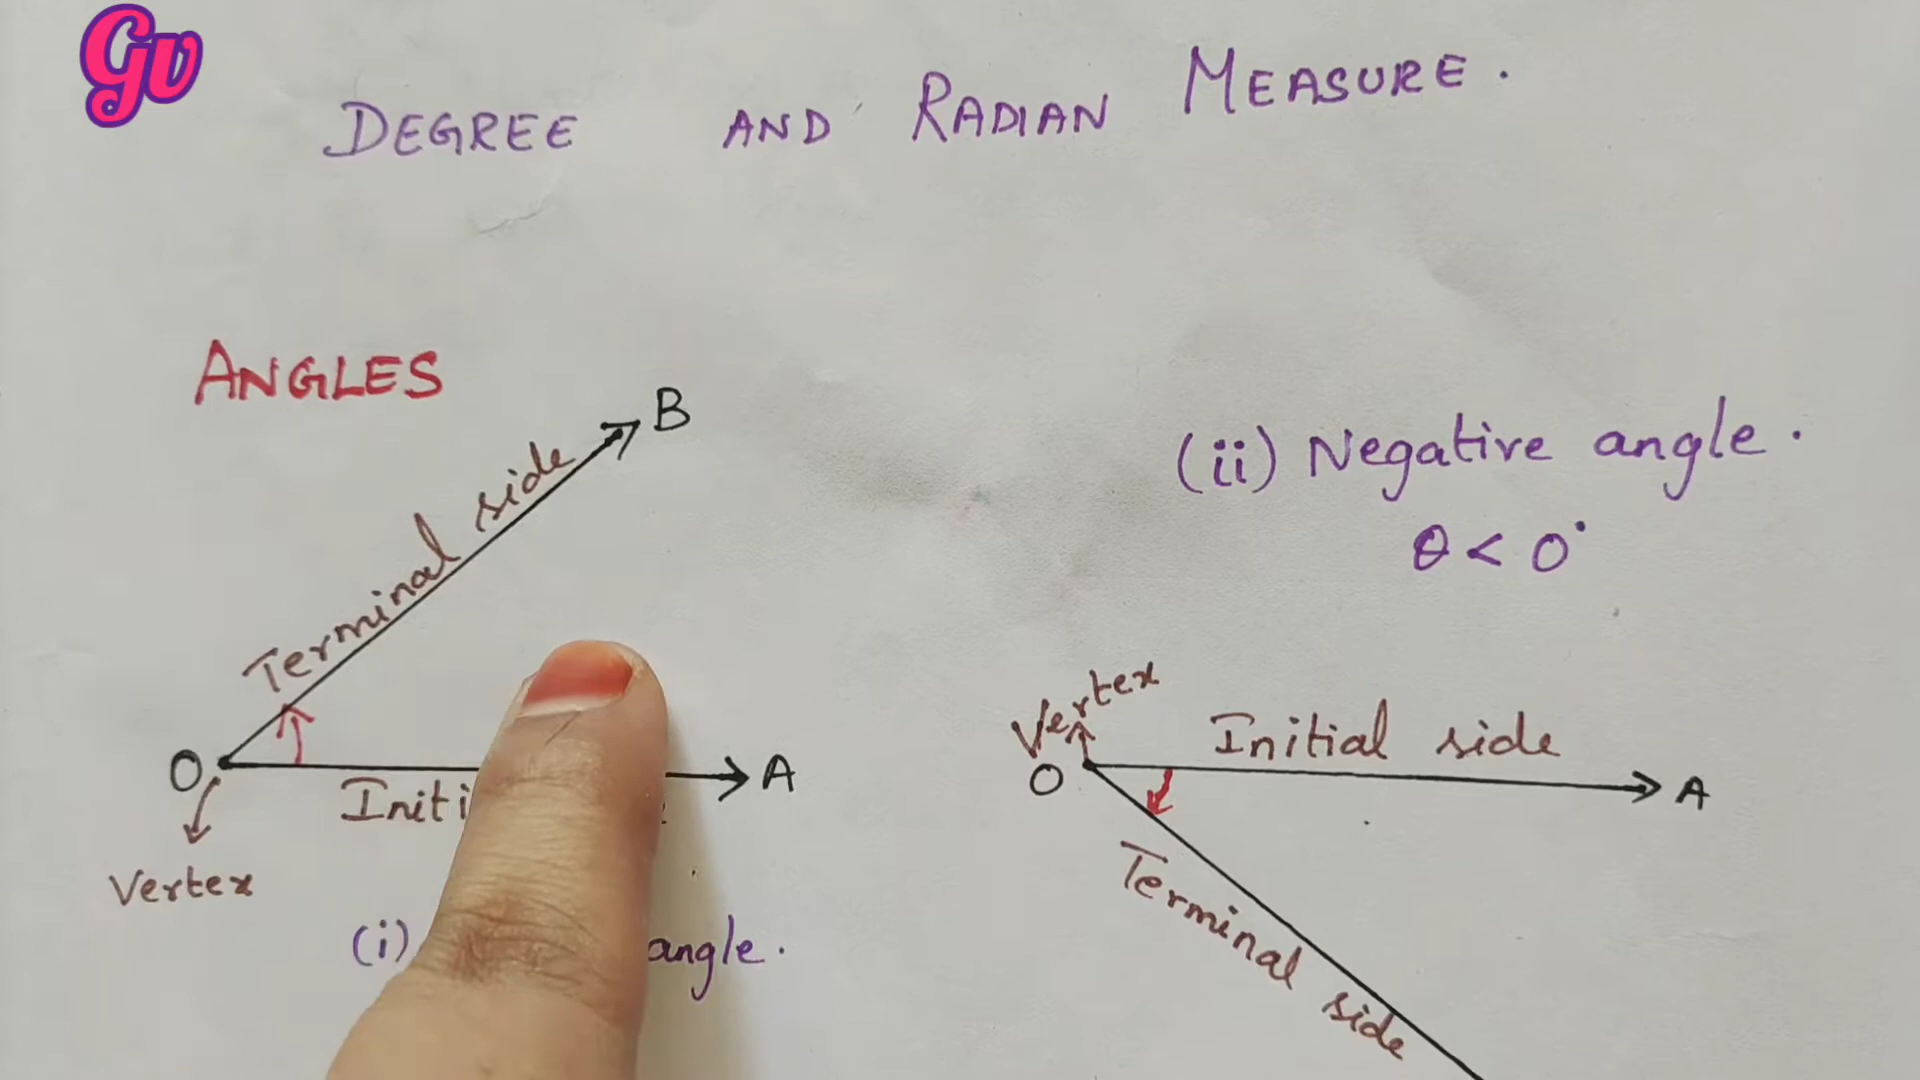 Gv
DEGREE AND RADIAN MEASURE.
ANGLES
B
Terminal side
O
A
Vertex
(i) angle.
(ii) Negative angle.
θ < 0°
Vertex
Initial side
O
A
Terminal side